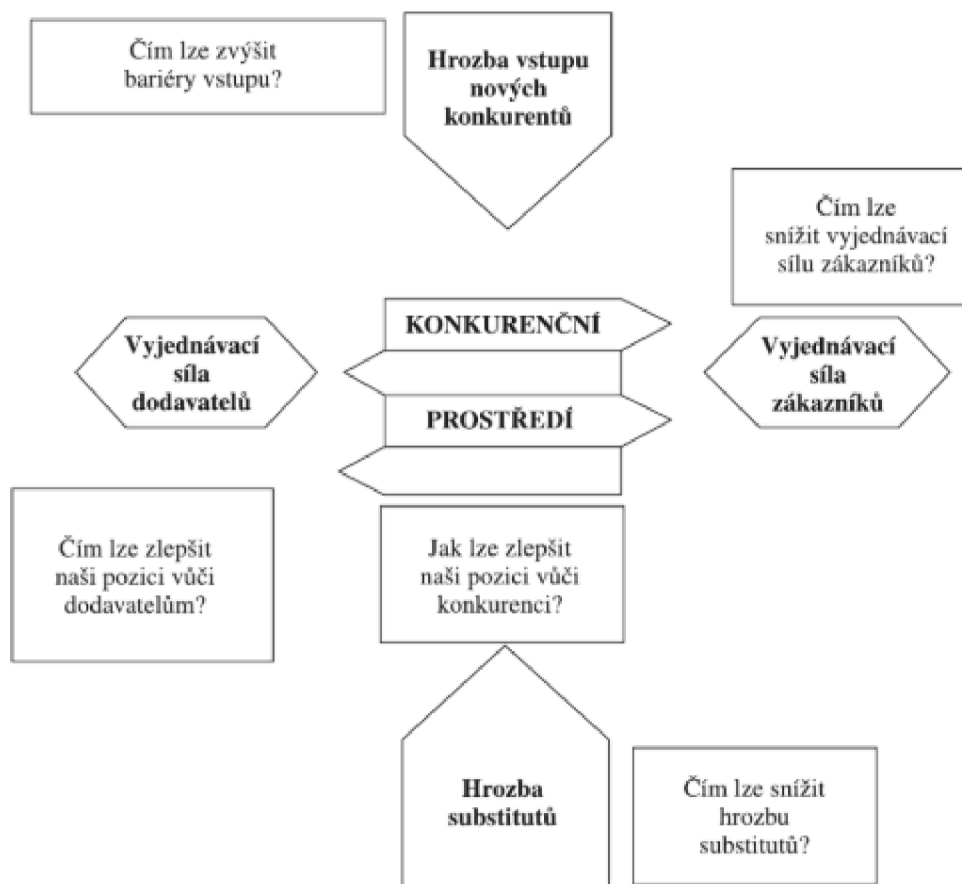 Čím lze zvýšit
bariéry vstupu?
Hrozba vstupu
nových
konkurentů
Čím lze
snížit vyjednávací
sílu zákazníků?
KONKURENČNÍ
Vyjednávací
síla
dodavatelů
Vyjednávací
síla
zákazníků
PROSTŘEDÍ
Čím lze zlepšit
naši pozici vůči
dodavatelům?
Jak lze zlepšit
naši pozici vůči
konkurenci?
Hrozba
substitutů
Čím lze snížit
hrozbu
substitutů?